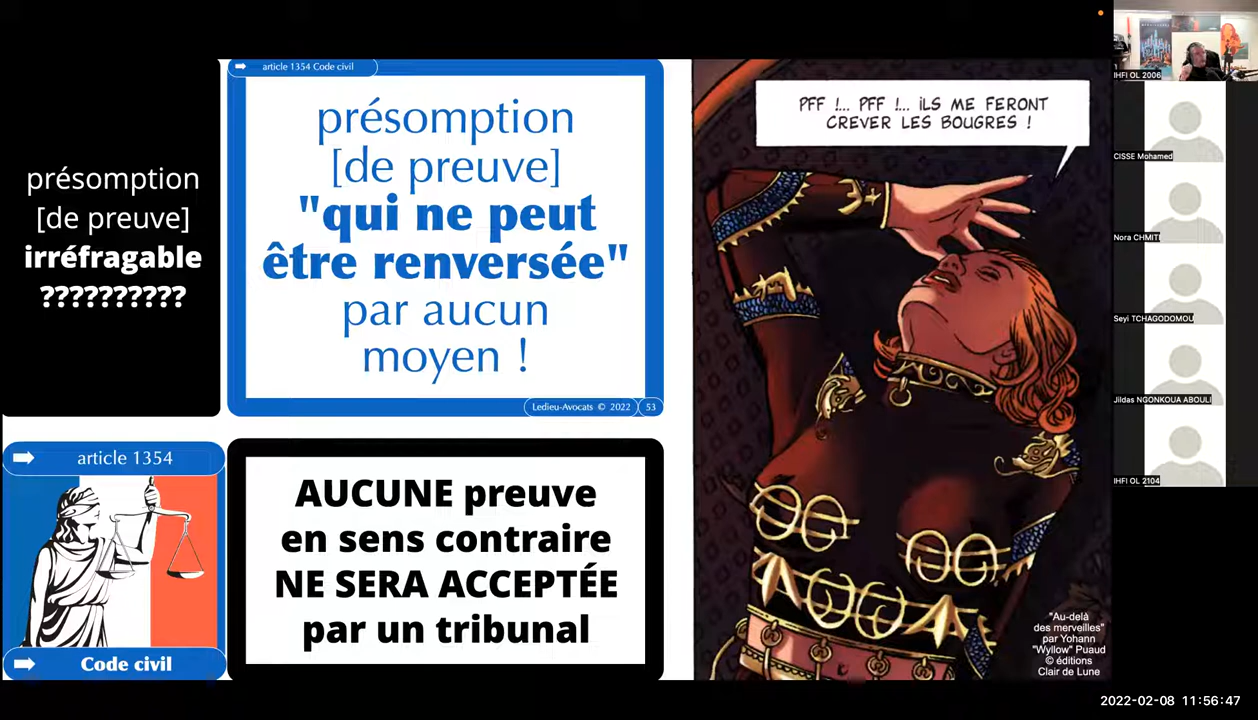 présomption
[de preuve]
irréfragable
??????????
article 1354 Code civil
présomption
[de preuve]
"qui ne peut
être renversée"
par aucun
moyen !
Ledieu-Avocats © 2022 53
article 1354
Code civil
AUCUNE preuve
en sens contraire
NE SERA ACCEPTÉE
par un tribunal
PFF !... PFF !... iLS ME FERONT
CREVER LES BOUGRES !
"Au-delà
des merveilles"
par Yohann
"Wyllow" Puaud
© éditions
Clair de Lune
IHFI OL 2006
CISSE Mohamed
Nora CHMITI
Seyi TCHAGODOMOU
Jildas NGONKOUA ABOULI
IHFI OL 2104
2022-02-08 11:56:47